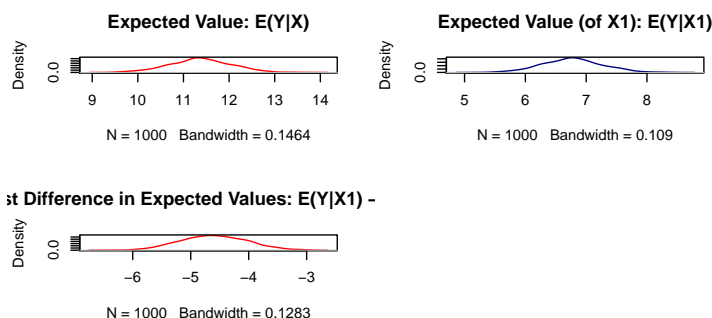 Expected Value: E(Y|X)
Density
0.0
9 10 11 12 13 14
N = 1000 Bandwidth = 0.1464
Expected Value (of X1): E(Y|X1)
Density
0.0
5 6 7 8
N = 1000 Bandwidth = 0.109
st Difference in Expected Values: E(Y|X1) −
Density
0.0
−6 −5 −4 −3
N = 1000 Bandwidth = 0.1283